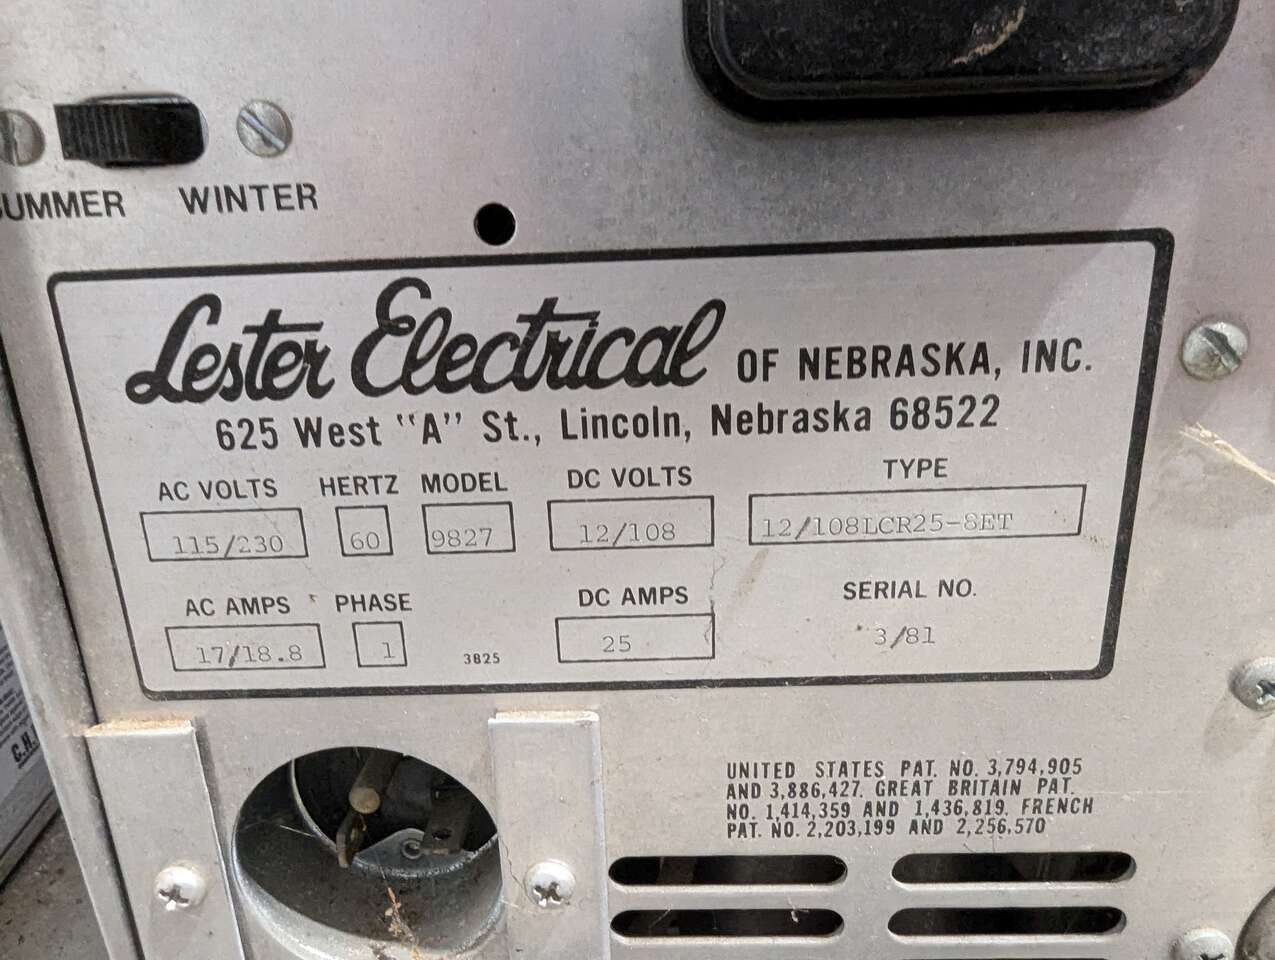 SUMMER WINTER
Lester Electrical OF NEBRASKA, INC.
625 West "A" St., Lincoln, Nebraska 68522
AC VOLTS HERTZ MODEL DC VOLTS TYPE
115/230 60 9827 12/108 12/108LCR25-8ET
AC AMPS PHASE DC AMPS SERIAL NO.
17/18.8 1 3825 25 3/81
UNITED STATES PAT. NO. 3,794,905
AND 3,886,427. GREAT BRITAIN PAT.
NO. 1,414,359 AND 1,436,819. FRENCH
PAT. NO. 2,203,199 AND 2,256,570
C.H.